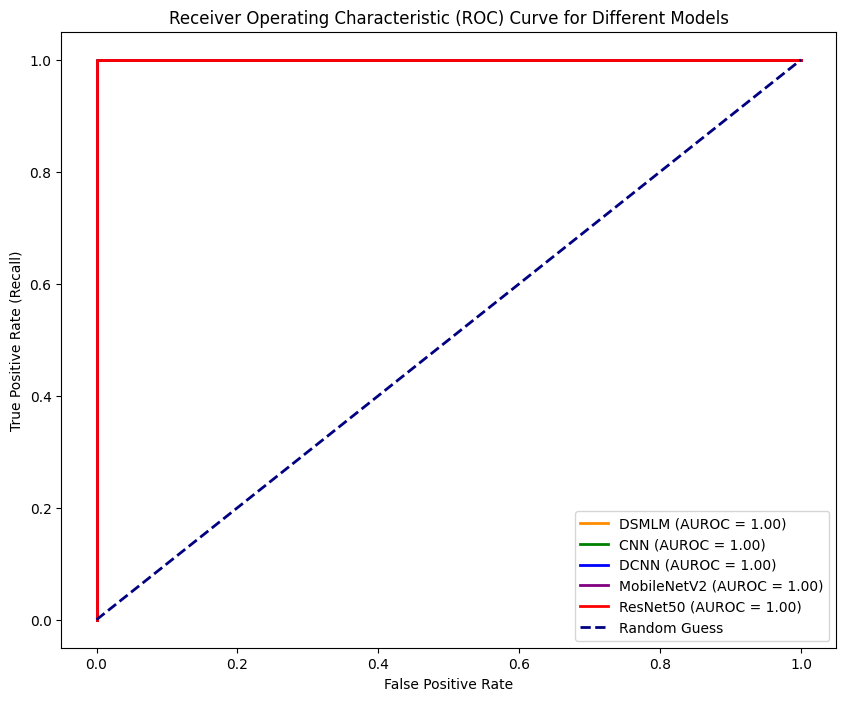 Receiver Operating Characteristic (ROC) Curve for Different Models
True Positive Rate (Recall)
1.0
0.8
0.6
0.4
0.2
0.0
DSMLM (AUROC = 1.00)
CNN (AUROC = 1.00)
DCNN (AUROC = 1.00)
MobileNetV2 (AUROC = 1.00)
ResNet50 (AUROC = 1.00)
Random Guess
0.0 0.2 0.4 0.6 0.8 1.0
False Positive Rate